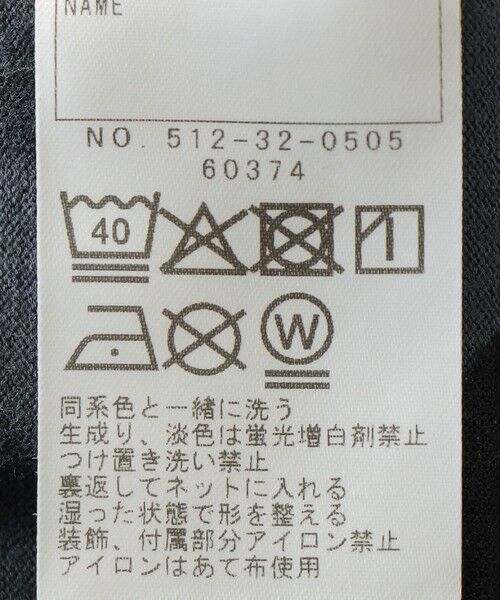 NAME
NO. 512-32-0505
60374
40
W
同系色と一緒に洗う
生成り、淡色は蛍光増白剤禁止
つけ置き洗い禁止
裏返してネットに入れる
湿った状態で形を整える
装飾、付属部分アイロン禁止
アイロンはあて布使用